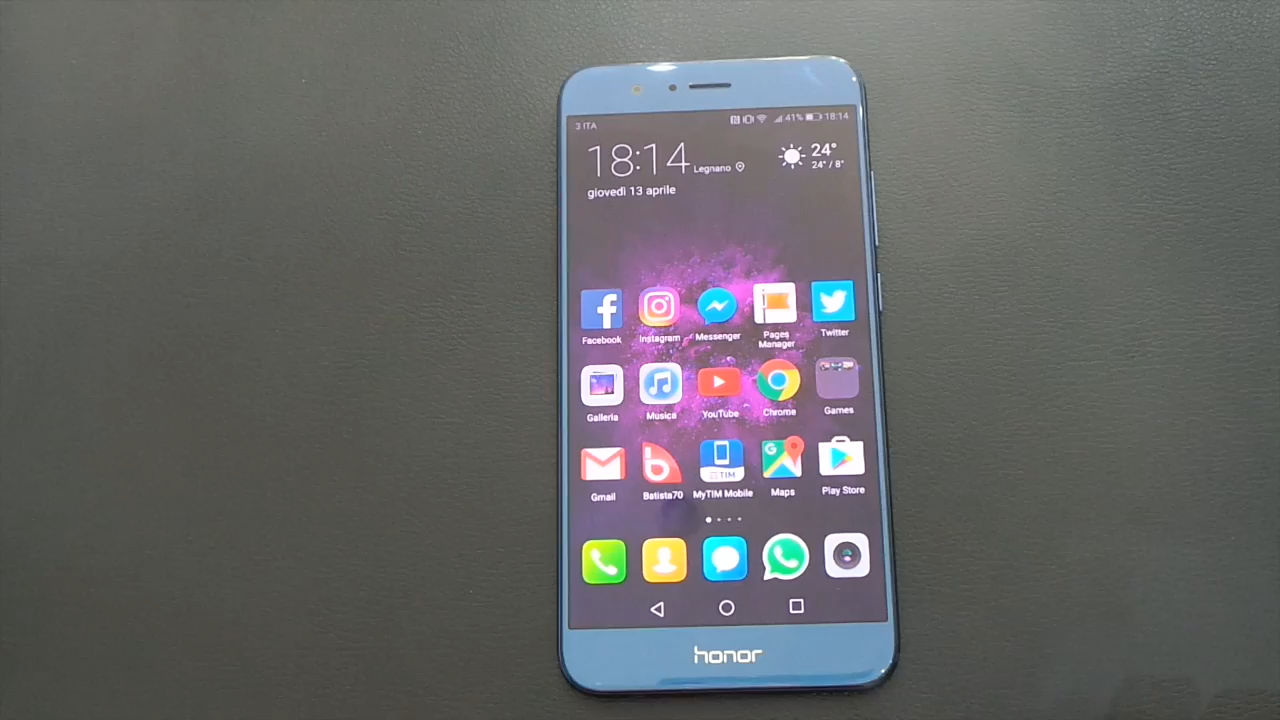 3 ITA 41% 18:14
18:14 Legnano 24°
24° / 8°
giovedì 13 aprile
Facebook Instagram Messenger Pages Manager Twitter
Galleria Musica YouTube Chrome Games
TIM
Gmail Batista70 MyTIM Mobile Maps Play Store
honor